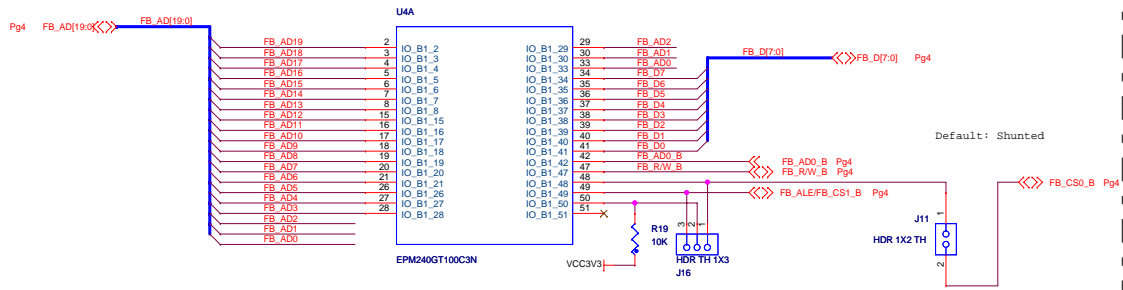 U4A
Pg4 FB_AD[19:0] FB_AD[19:0]
FB_AD19 2 IO_B1_2 IO_B1_29 29 FB_AD2
FB_AD18 3 IO_B1_3 IO_B1_30 30 FB_AD1
FB_AD17 4 IO_B1_4 IO_B1_33 33 FB_AD0
FB_AD16 5 IO_B1_5 IO_B1_34 34 FB_D7
FB_AD15 6 IO_B1_6 IO_B1_35 35 FB_D6
FB_AD14 7 IO_B1_7 IO_B1_36 36 FB_D5
FB_AD13 8 IO_B1_8 IO_B1_37 37 FB_D4
FB_AD12 15 IO_B1_15 IO_B1_38 38 FB_D3
FB_AD11 16 IO_B1_16 IO_B1_39 39 FB_D2
FB_AD10 17 IO_B1_17 IO_B1_40 40 FB_D1
FB_AD9 18 IO_B1_18 IO_B1_41 41 FB_D0
FB_AD8 19 IO_B1_19 IO_B1_42 42 FB_AD0_B
FB_AD7 20 IO_B1_20 IO_B1_47 47 FB_R/W_B
FB_AD6 21 IO_B1_21 IO_B1_48 48
FB_AD5 26 IO_B1_26 IO_B1_49 49
FB_AD4 27 IO_B1_27 IO_B1_50 50
FB_AD3 28 IO_B1_28 IO_B1_51 51
FB_AD2
FB_AD1
FB_AD0
EPM240GT100C3N
FB_D[7:0] FB_D[7:0] Pg4
Default: Shunted
FB_AD0_B Pg4
FB_R/W_B Pg4
FB_ALE/FB_CS1_B Pg4
FB_CS0_B Pg4
R19
10K
VCC3V3
3 2 1
HDR TH 1X3
J16
J11
1
HDR 1X2 TH
2